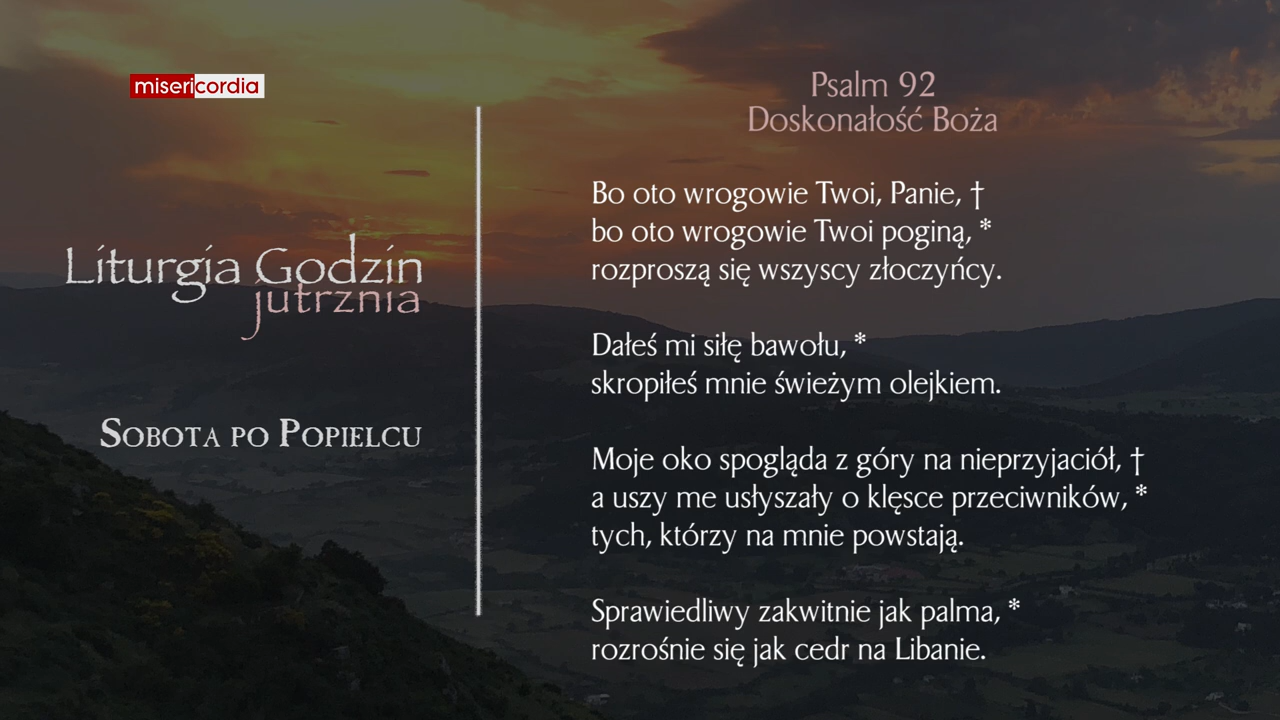 misericordia
Liturgia Godzin
jutrznia
Sobota po Popielcu
Psalm 92
Doskonałość Boża
Bo oto wrogowie Twoi, Panie, †
bo oto wrogowie Twoi poginą, *
rozproszą się wszyscy złoczyńcy.
Dałeś mi siłę bawołu, *
skropiłeś mnie świeżym olejkiem.
Moje oko spogląda z góry na nieprzyjaciół, †
a uszy me usłyszały o klęsce przeciwników, *
tych, którzy na mnie powstają.
Sprawiedliwy zakwitnie jak palma, *
rozrośnie się jak cedr na Libanie.